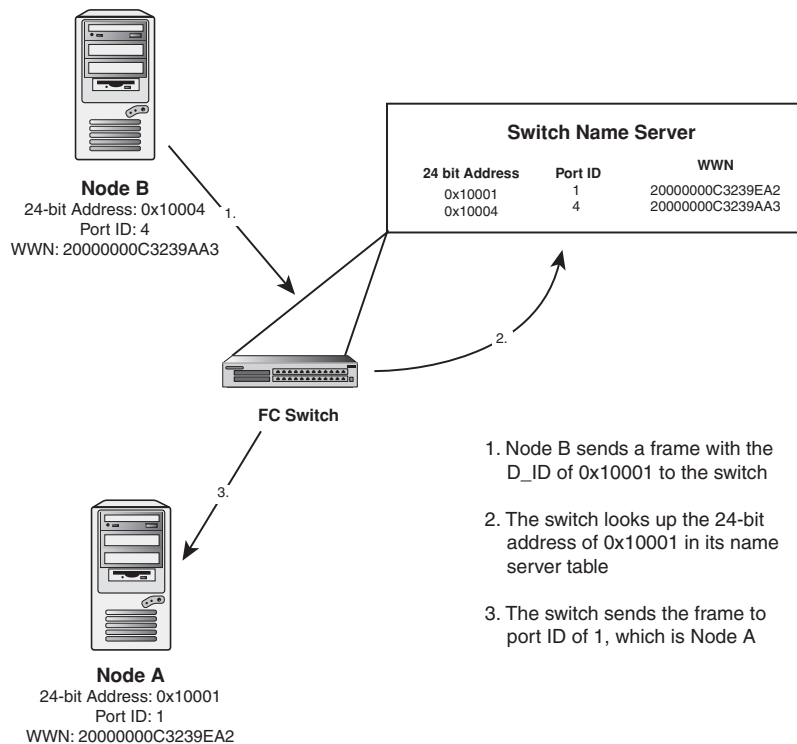 Node B
24-bit Address: 0x10004
Port ID: 4
WWN: 20000000C3239AA3
1.
Switch Name Server
24 bit Address Port ID WWN
0x10001 1 20000000C3239EA2
0x10004 4 20000000C3239AA3
2.
FC Switch
3.
1. Node B sends a frame with the
D_ID of 0x10001 to the switch
2. The switch looks up the 24-bit
address of 0x10001 in its name
server table
3. The switch sends the frame to
port ID of 1, which is Node A
Node A
24-bit Address: 0x10001
Port ID: 1
WWN: 20000000C3239EA2